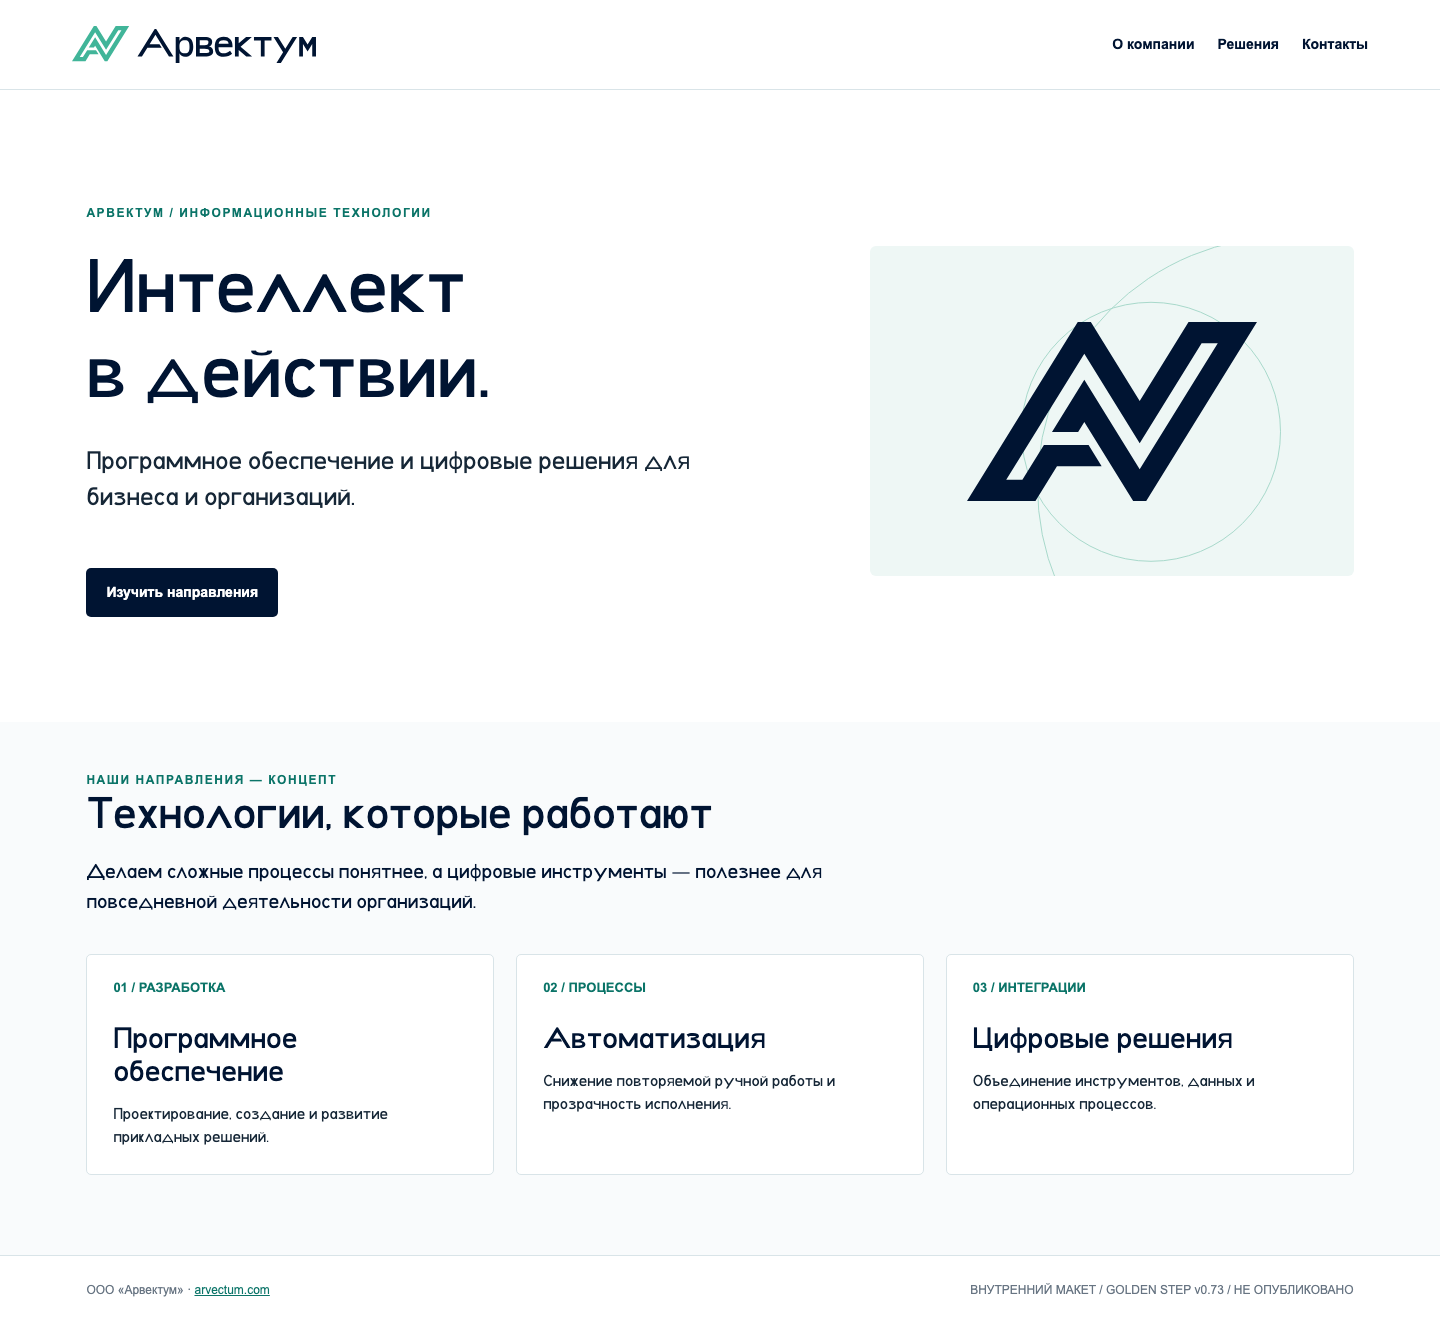 Арвектум
О компании Решения Контакты
АРВЕКТУМ / ИНФОРМАЦИОННЫЕ ТЕХНОЛОГИИ
Интеллект
в действии.
Программное обеспечение и цифровые решения для
бизнеса и организаций.
Изучить направления
НАШИ НАПРАВЛЕНИЯ — КОНЦЕПТ
Технологии, которые работают
Делаем сложные процессы понятнее, а цифровые инструменты — полезнее для
повседневной деятельности организаций.
01 / РАЗРАБОТКА
Программное
обеспечение
Проектирование, создание и развитие
прикладных решений.
02 / ПРОЦЕССЫ
Автоматизация
Снижение повторяемой ручной работы и
прозрачность исполнения.
03 / ИНТЕГРАЦИИ
Цифровые решения
Объединение инструментов, данных и
операционных процессов.
ООО «Арвектум» · arvectum.com
ВНУТРЕННИЙ МАКЕТ / GOLDEN STEP v0.73 / НЕ ОПУБЛИКОВАНО